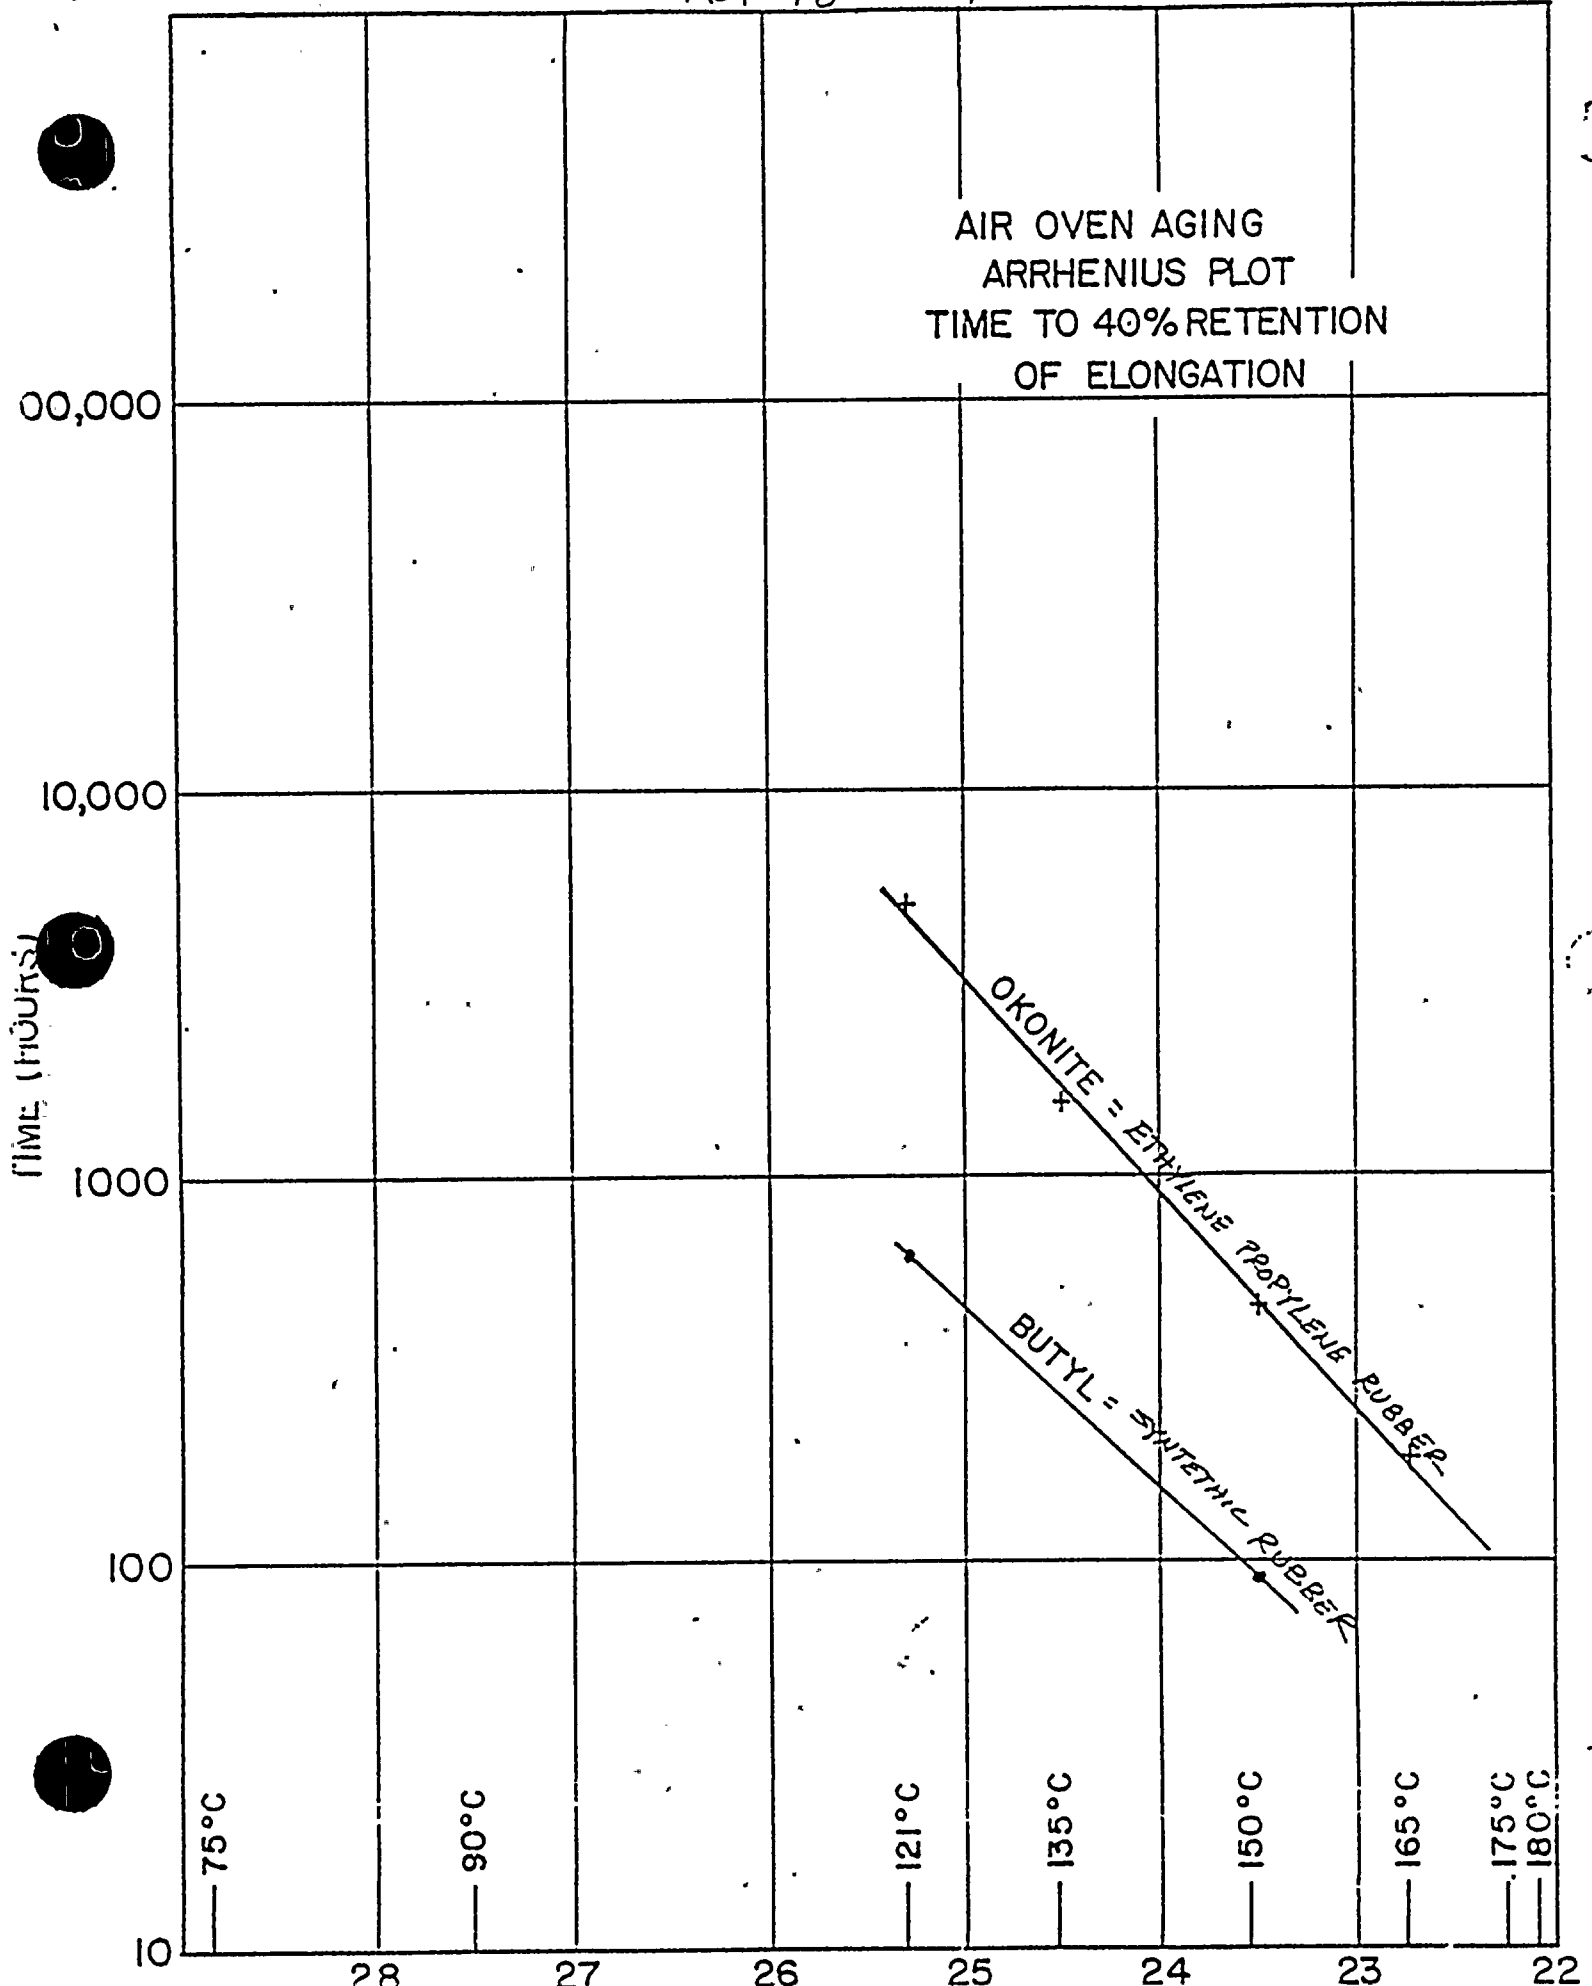 AIR OVEN AGING
ARRHENIUS PLOT
TIME TO 40% RETENTION
OF ELONGATION
00,000
10,000
TIME (HOURS)
OKONITE = ETHYLENE PROPYLENE RUBBER
1000
BUTYL = SYNTETHIC RUBBER
100
75°C
90°C
121°C
135°C
150°C
165°C
175°C
180°C
10
28 27 26 25 24 23 22